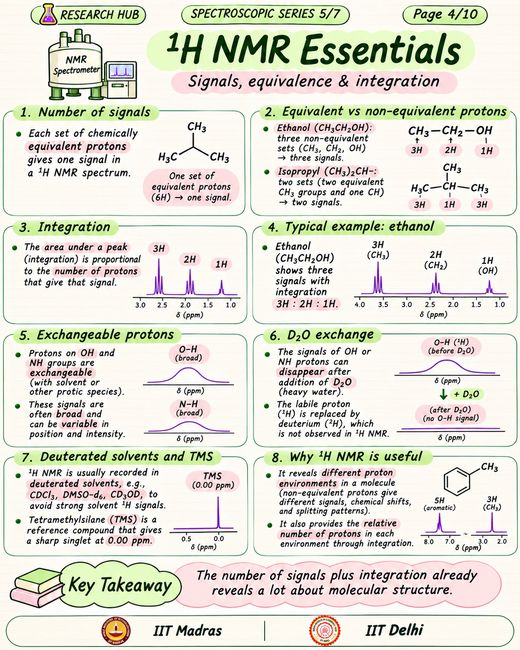 RESEARCH HUB
SPECTROSCOPIC SERIES 5/7
Page 4/10
NMR
Spectrometer
¹H NMR Essentials
Signals, equivalence & integration
1. Number of signals
Each set of chemically
equivalent protons
gives one signal in
a ¹H NMR spectrum.
CH₃
H₃C CH₃
One set of
equivalent protons
(6H) → one signal.
2. Equivalent vs non-equivalent protons
Ethanol (CH₃CH₂OH):
three non-equivalent
sets (CH₃, CH₂, OH)
→ three signals.
CH₃—CH₂—OH
3H 2H 1H
Isopropyl (CH₃)₂CH–:
two sets (two equivalent
CH₃ groups and one CH)
→ two signals.
CH₃
H₃C—CH—CH₃
3H 1H 3H
3. Integration
The area under a peak
(integration) is proportional
to the number of protons
that give that signal.
3H
2H
1H
3.0 2.5 2.0 1.5 1.0
δ (ppm)
4. Typical example: ethanol
Ethanol
(CH₃CH₂OH)
shows three
signals with
integration
3H : 2H : 1H.
3H
(CH₃)
2H
(CH₂)
1H
(OH)
4.0 3.5 3.0 2.5 2.0 1.5 1.0
δ (ppm)
5. Exchangeable protons
Protons on OH and
NH groups are
exchangeable
(with solvent or
other protic species).
These signals are
often broad and
can be variable in
position and intensity.
O–H
(broad)
δ (ppm)
N–H
(broad)
δ (ppm)
6. D₂O exchange
The signals of OH or
NH protons can
disappear after
addition of D₂O
(heavy water).
The labile proton
(¹H) is replaced by
deuterium (²H), which
is not observed in ¹H NMR.
O–H (¹H)
(before D₂O)
δ (ppm)
+ D₂O
(after D₂O)
(no O–H signal)
δ (ppm)
7. Deuterated solvents and TMS
¹H NMR is usually recorded in
deuterated solvents, e.g.,
CDCl₃, DMSO-d₆, CD₃OD, to
avoid strong solvent ¹H signals.
Tetramethylsilane (TMS) is a
reference compound that gives
a sharp singlet at 0.00 ppm.
TMS
(0.00 ppm)
0.5 0.0
δ (ppm)
8. Why ¹H NMR is useful
It reveals different proton
environments in a molecule
(non-equivalent protons give
different signals, chemical shifts,
and splitting patterns).
It also provides the relative
number of protons in each
environment through integration.
CH₃
5H
(aromatic)
3H
(CH₃)
8.0 7.0 ~ 3.0 1.0
δ (ppm)
Key Takeaway
The number of signals plus integration already
reveals a lot about molecular structure.
IIT Madras
IIT Delhi